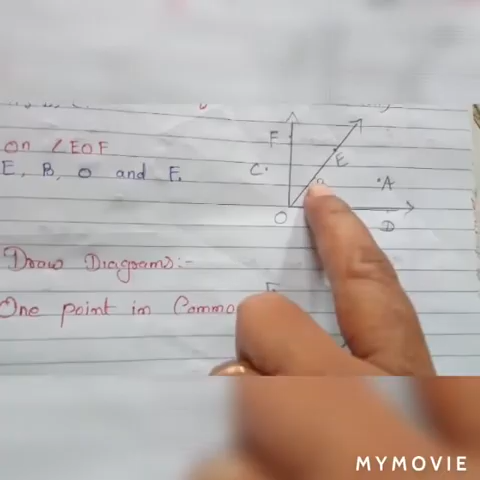 on ∠EOF
E, B, O and F.
F
C.
E
.A
O
D
Draw Diagrams:-
One point in Commo
MYMOVIE